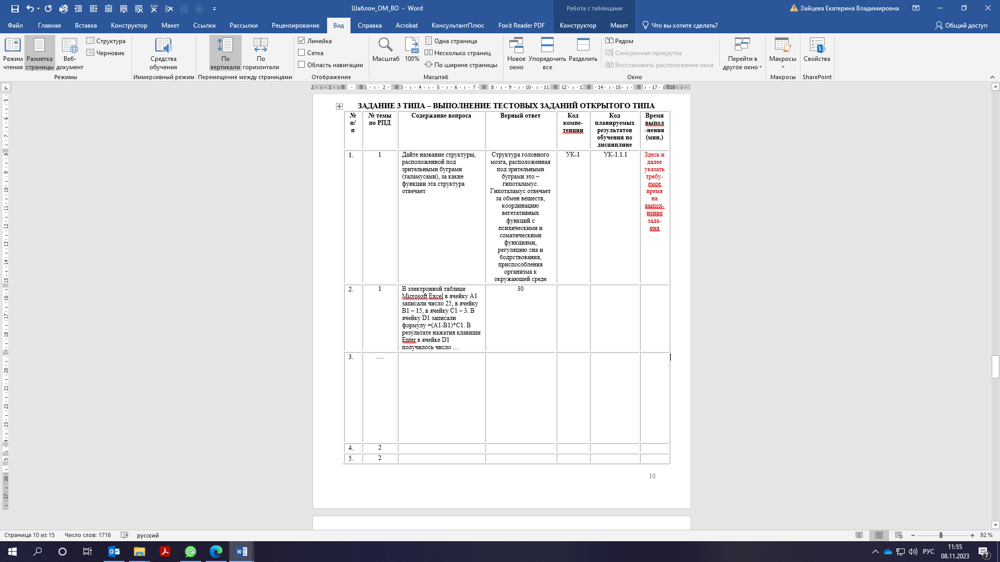 Шаблон_ОМ_ВО - Word
Работа с таблицами
Зайцева Екатерина Владимировна
Файл Главная Вставка Конструктор Макет Ссылки Рассылки Рецензирование Вид Справка Acrobat КонсультантПлюс Foxit Reader PDF Конструктор Макет Что вы хотите сделать? Общий доступ
Режим чтения
Разметка страницы
Веб-документ
Структура
Черновик
Режимы
Средства обучения
Иммерсивный режим
По вертикали
По горизонтали
Перемещение между страницами
Линейка
Сетка
Область навигации
Отображение
Масштаб
100%
Одна страница
Несколько страниц
По ширине страницы
Масштаб
Новое окно
Упорядочить все
Разделить
Рядом
Синхронная прокрутка
Восстановить расположение окна
Перейти в другое окно
Окно
Макросы
Макросы
Свойства
SharePoint
ЗАДАНИЕ 3 ТИПА – ВЫПОЛНЕНИЕ ТЕСТОВЫХ ЗАДАНИЙ ОТКРЫТОГО ТИПА
№
п/
п
№ темы
по РПД
Содержание вопроса
Верный ответ
Код
компе-
тенции
Код
планируемых
результатов
обучения по
дисциплине
Время
выпол
-нения
(мин.)
1.
1
Дайте название структуры,
расположенной под
зрительными буграми
(таламусами), за какие
функции эта структура
отвечает
Структура головного
мозга, расположенная
под зрительными
буграми это –
гипоталамус.
Гипоталамус отвечает
за обмен веществ,
координацию
вегетативных
функций с
психическими и
соматическими
функциями,
регуляцию сна и
бодрствования,
приспособления
организма к
окружающей среде
УК-1
УК-1.1.1
Здесь и
далее
указать
требу-
емое
время
на
выпол-
нение
зада-
ния
2.
1
В электронной таблице
Microsoft Excel в ячейку А1
записали число 25, в ячейку
В1 – 15, в ячейку С1 – 3. В
ячейку D1 записали
формулу =(A1-B1)*C1. В
результате нажатия клавиши
Enter в ячейке D1
получилось число …
30
3.
….
4.
2
5.
2
10
Страница 10 из 15 Число слов: 1716 русский
92 %
РУС
11:55
08.11.2023
7